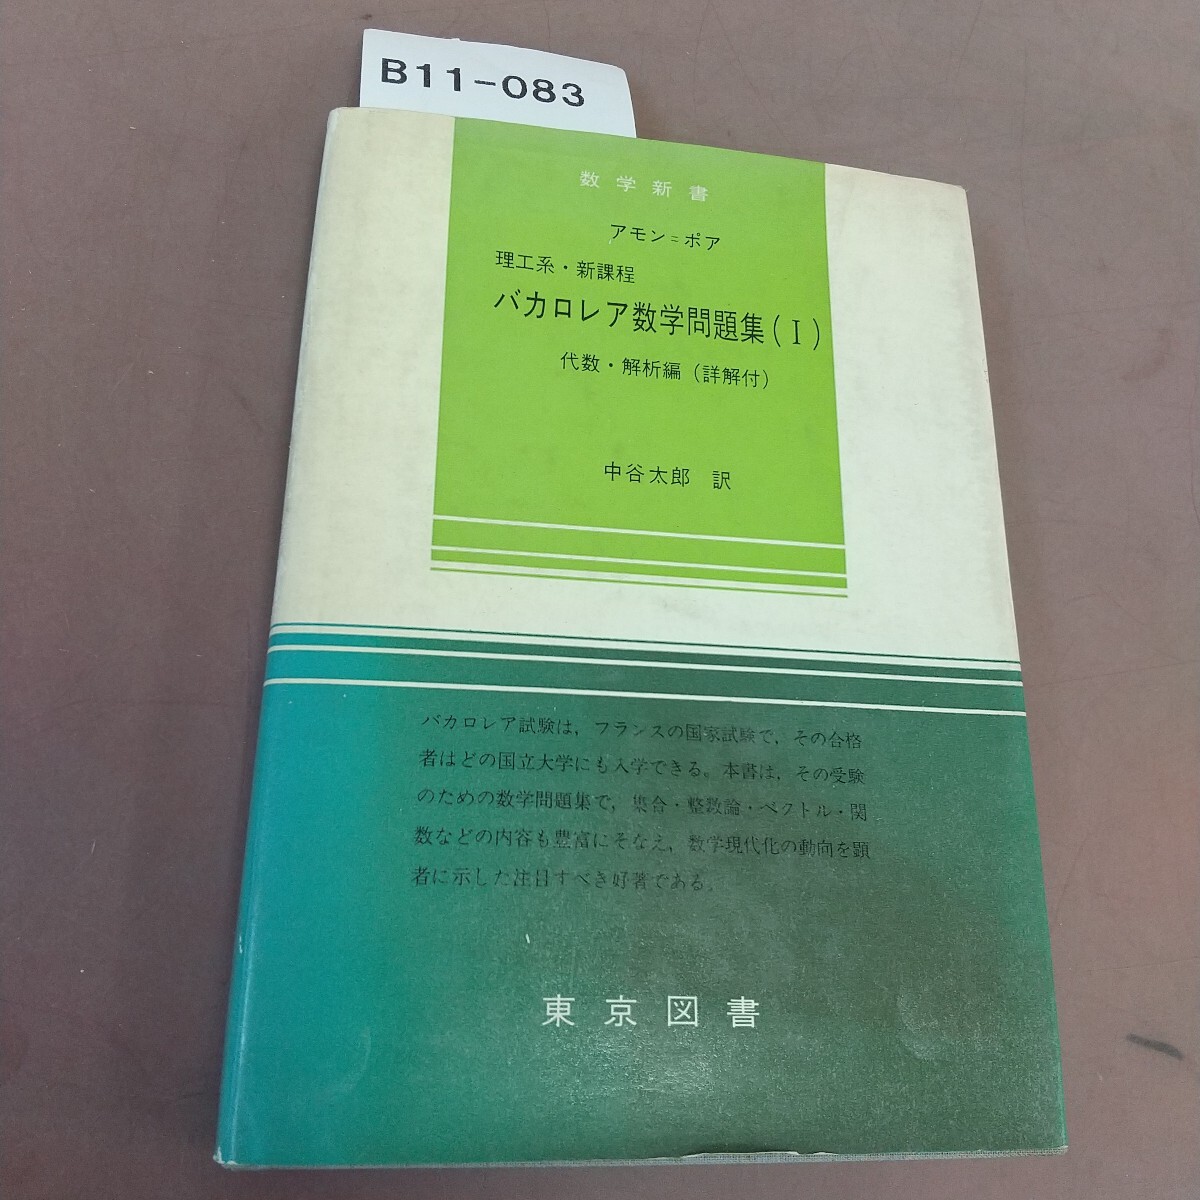 B11-083
数学新書
アモン=ポア
理工系・新課程
バカロレア数学問題集(I)
代数・解析編(詳解付)
中谷太郎 訳
バカロレア試験は,フランスの国家試験で,その合格
者はどの国立大学にも入学できる。本書は,その受験
のための数学問題集で,集合・整数論・ベクトル・関
数などの内容も豊富にそなえ,数学現代化の動向を顕
者に示した注目すべき好著である。
東京図書